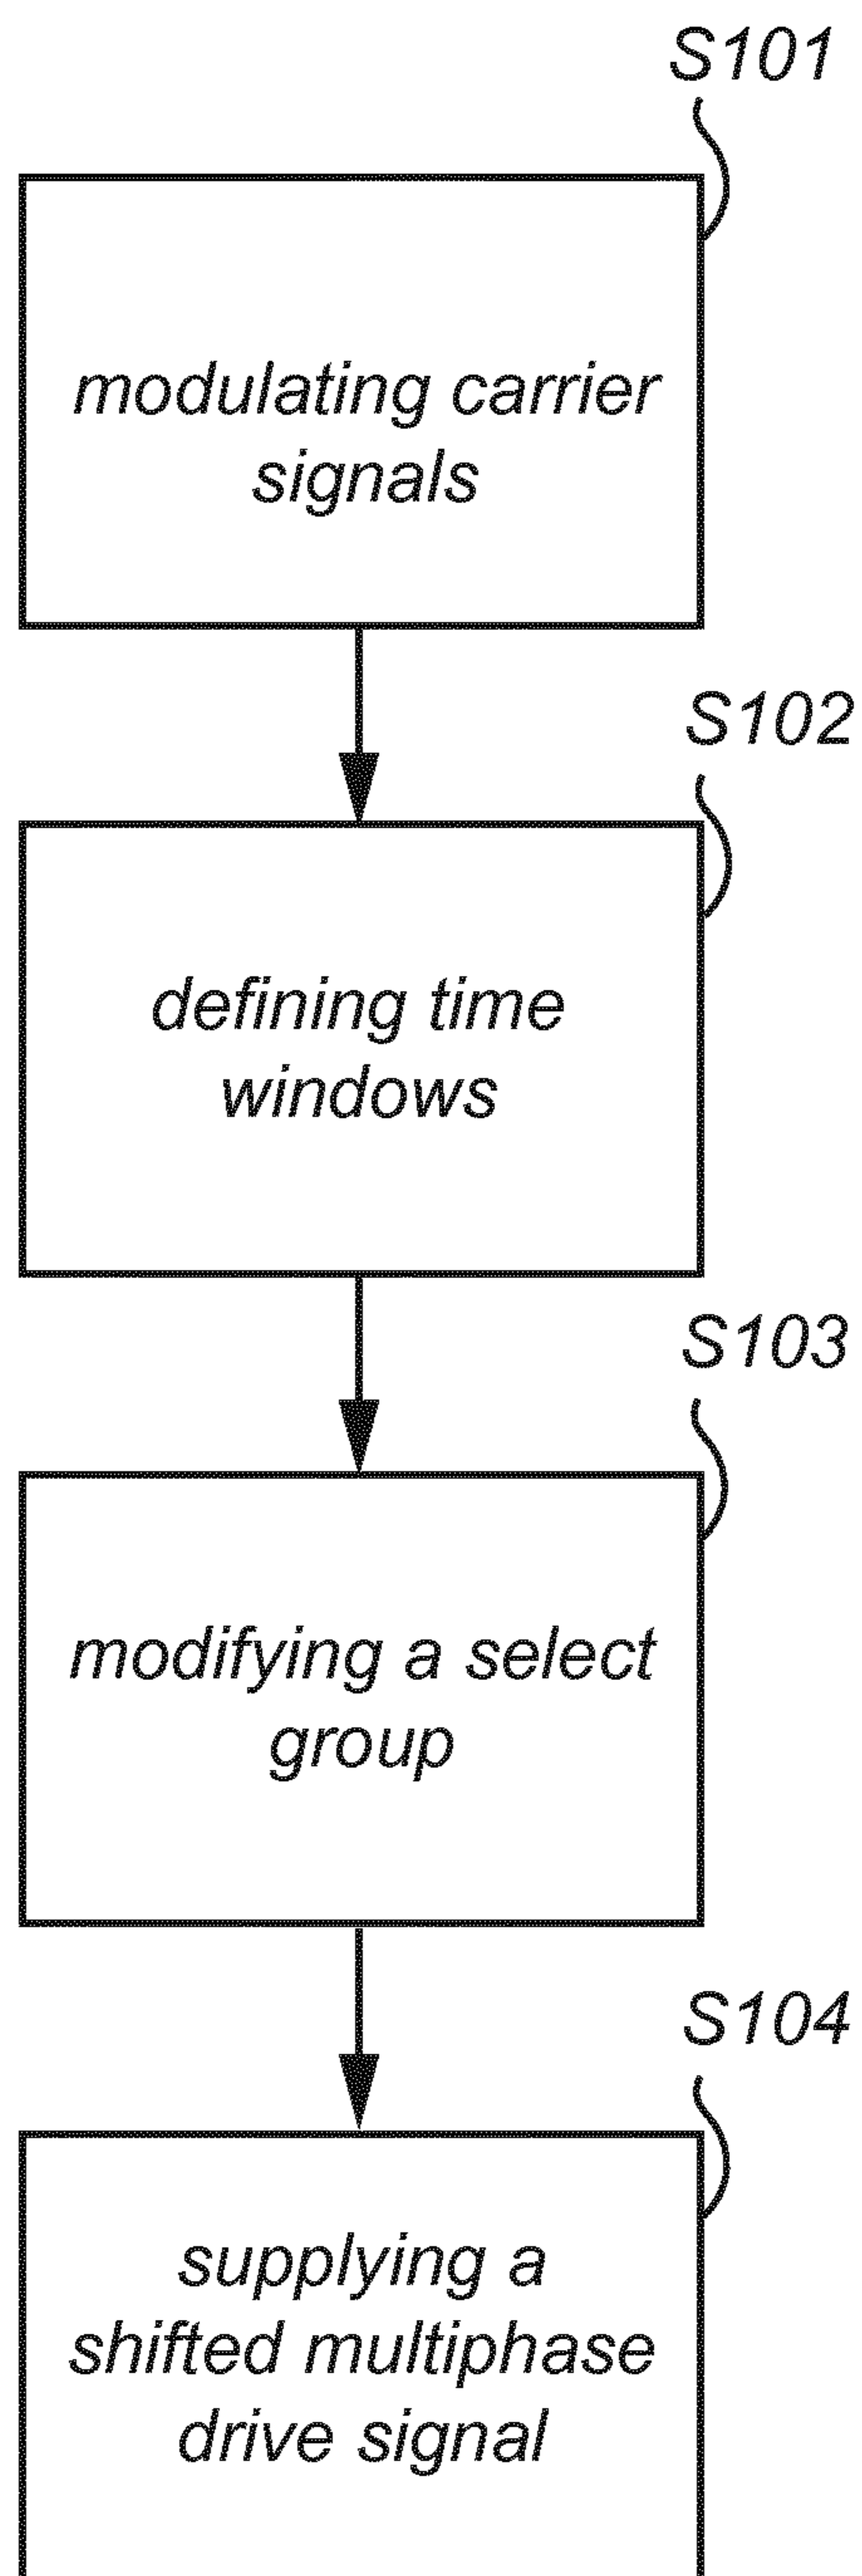 S101
modulating carrier
signals
S102
defining time
windows
S103
modifying a select
group
S104
supplying a
shifted multiphase
drive signal